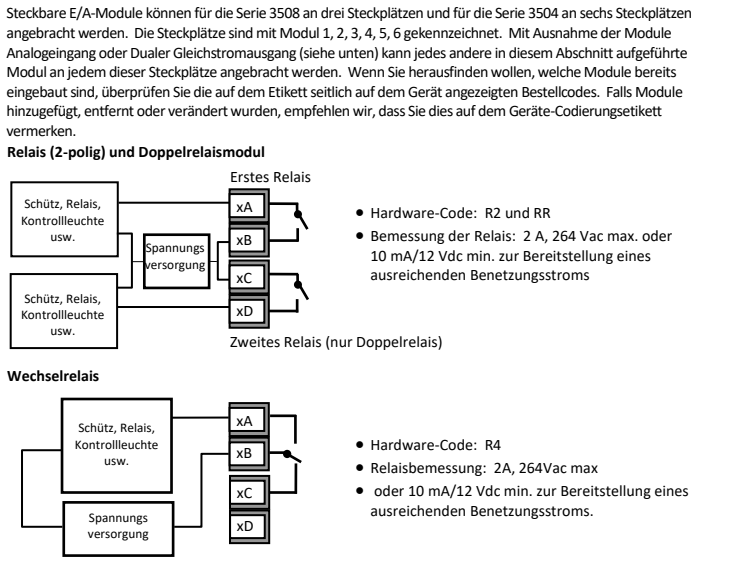 Steckbare E/A-Module können für die Serie 3508 an drei Steckplätzen und für die Serie 3504 an sechs Steckplätzen
angebracht werden. Die Steckplätze sind mit Modul 1, 2, 3, 4, 5, 6 gekennzeichnet. Mit Ausnahme der Module
Analogeingang oder Dualer Gleichstromausgang (siehe unten) kann jedes andere in diesem Abschnitt aufgeführte
Modul an jedem dieser Steckplätze angebracht werden. Wenn Sie herausfinden wollen, welche Module bereits
eingebaut sind, überprüfen Sie die auf dem Etikett seitlich auf dem Gerät angezeigten Bestellcodes. Falls Module
hinzugefügt, entfernt oder verändert wurden, empfehlen wir, dass Sie dies auf dem Geräte-Codierungsetikett
vermerken.
Relais (2-polig) und Doppelrelaismodul
Erstes Relais
Schütz, Relais,
Kontrollleuchte
usw.
Spannungs
versorgung
Schütz, Relais,
Kontrollleuchte
usw.
xA
xB
xC
xD
Zweites Relais (nur Doppelrelais)
• Hardware-Code: R2 und RR
• Bemessung der Relais: 2 A, 264 Vac max. oder
10 mA/12 Vdc min. zur Bereitstellung eines
ausreichenden Benetzungsstroms
Wechselrelais
Schütz, Relais,
Kontrollleuchte
usw.
Spannungs
versorgung
xA
xB
xC
xD
• Hardware-Code: R4
• Relaisbemessung: 2A, 264Vac max
• oder 10 mA/12 Vdc min. zur Bereitstellung eines
ausreichenden Benetzungsstroms.